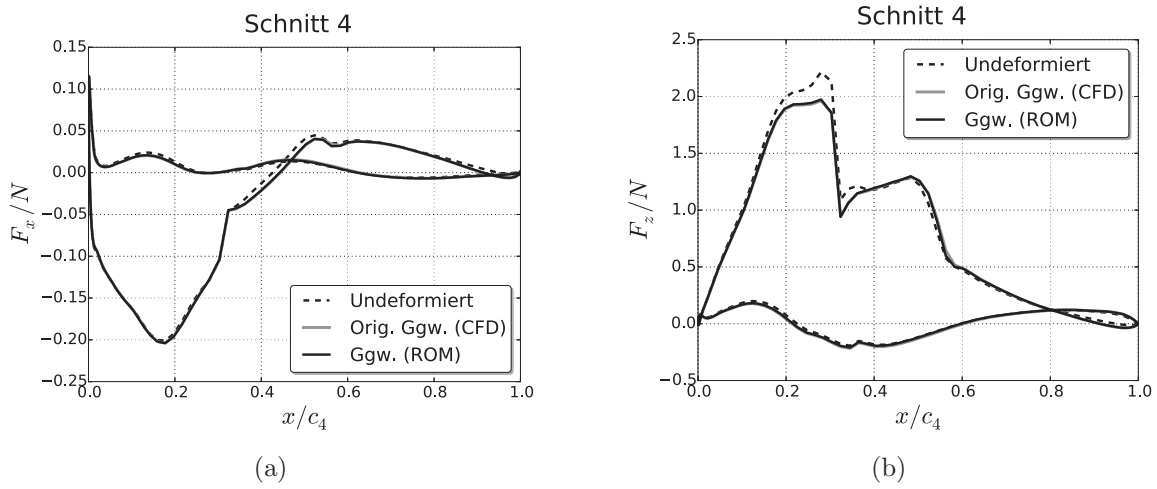 Schnitt 4
0.15
0.10
0.05
0.00
−0.05
−0.10
−0.15
−0.20
−0.25
F_x/N
0.0 0.2 0.4 0.6 0.8 1.0
x/c_4
Undeformiert
Orig. Ggw. (CFD)
Ggw. (ROM)
(a)
Schnitt 4
2.5
2.0
1.5
1.0
0.5
0.0
−0.5
F_z/N
0.0 0.2 0.4 0.6 0.8 1.0
x/c_4
Undeformiert
Orig. Ggw. (CFD)
Ggw. (ROM)
(b)